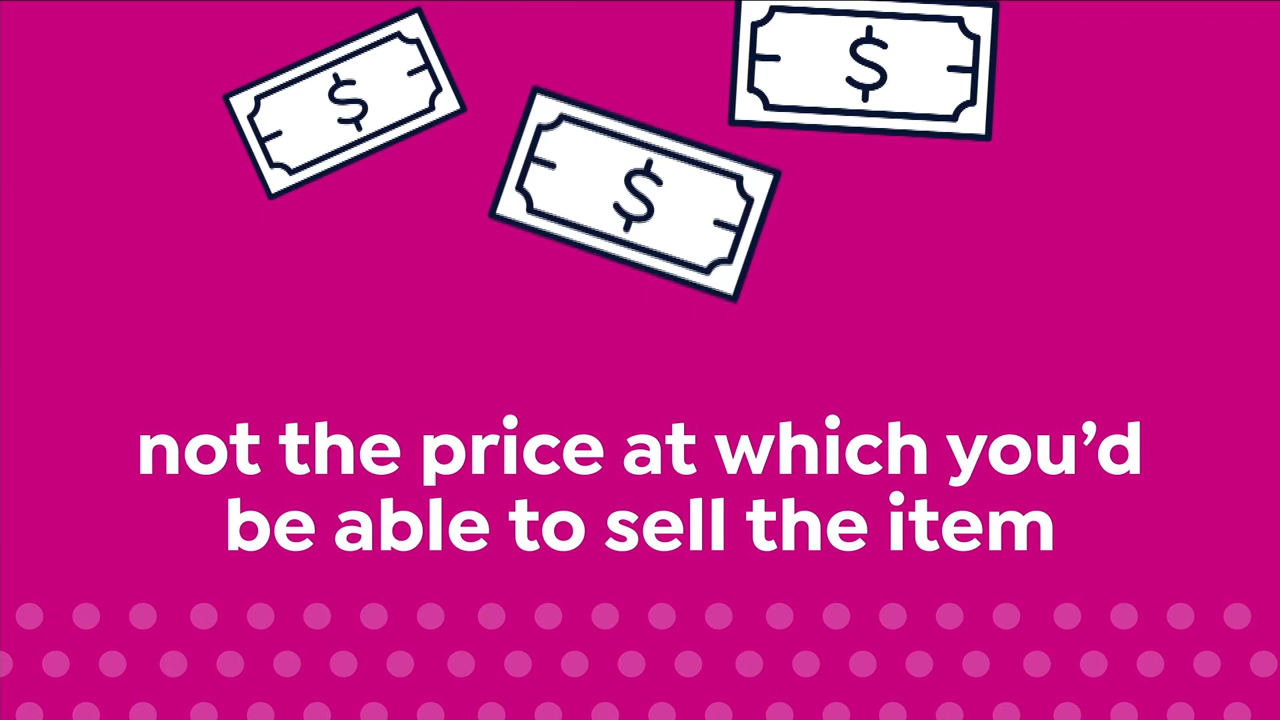 $
$
$
not the price at which you’d
be able to sell the item